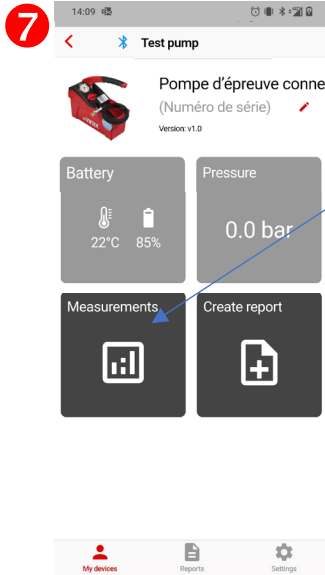 7
14:09
Test pump
Pompe d'épreuve conne
(Numéro de série)
Version: v1.0
Battery
Pressure
22°C 85%
0.0 bar
Measurements
Create report
My devices
Reports
Settings